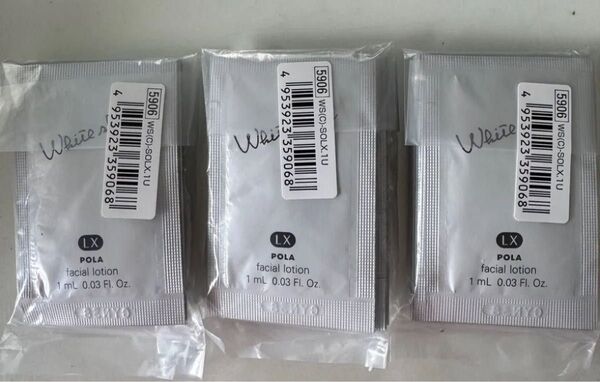 5906
WS(O)-SOLX.1U
4 953923 359068
White s
LX
POLA
facial lotion
1 mL 0.03 Fl. Oz.
5906
WS(O)-SOLX.1U
4 953923 359068
Whi
LX
POLA
facial lotion
1 mL 0.03 Fl. Oz.
5906
WS(O)-SOLX.1U
4 953923 359068
White
LX
POLA
facial lotion
1 mL 0.03 Fl. Oz.